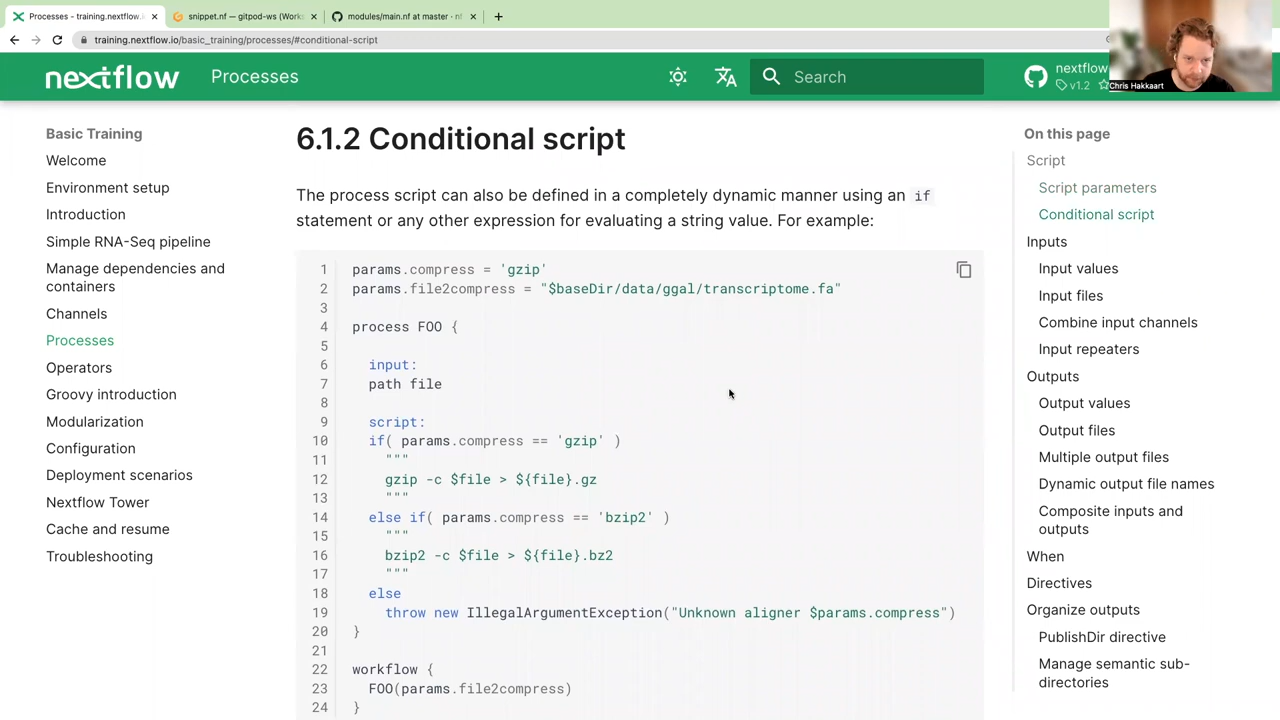 Processes - training.nextflow.i
snippet.nf — gitpod-ws (Works
modules/main.nf at master · nf
training.nextflow.io/basic_training/processes/#conditional-script
Chris Hakkaart
nextflow
Processes
Search
nextflow
v1.2
Basic Training
Welcome
Environment setup
Introduction
Simple RNA-Seq pipeline
Manage dependencies and
containers
Channels
Processes
Operators
Groovy introduction
Modularization
Configuration
Deployment scenarios
Nextflow Tower
Cache and resume
Troubleshooting
6.1.2 Conditional script
The process script can also be defined in a completely dynamic manner using an if
statement or any other expression for evaluating a string value. For example:
1 params.compress = 'gzip'
2 params.file2compress = "$baseDir/data/ggal/transcriptome.fa"
3
4 process FOO {
5
6   input:
7   path file
8
9   script:
10   if( params.compress == 'gzip' )
11     """
12     gzip -c $file > ${file}.gz
13     """
14   else if( params.compress == 'bzip2' )
15     """
16     bzip2 -c $file > ${file}.bz2
17     """
18   else
19     throw new IllegalArgumentException("Unknown aligner $params.compress")
20 }
21
22 workflow {
23   FOO(params.file2compress)
24 }
On this page
Script
Script parameters
Conditional script
Inputs
Input values
Input files
Combine input channels
Input repeaters
Outputs
Output values
Output files
Multiple output files
Dynamic output file names
Composite inputs and
outputs
When
Directives
Organize outputs
PublishDir directive
Manage semantic sub-
directories